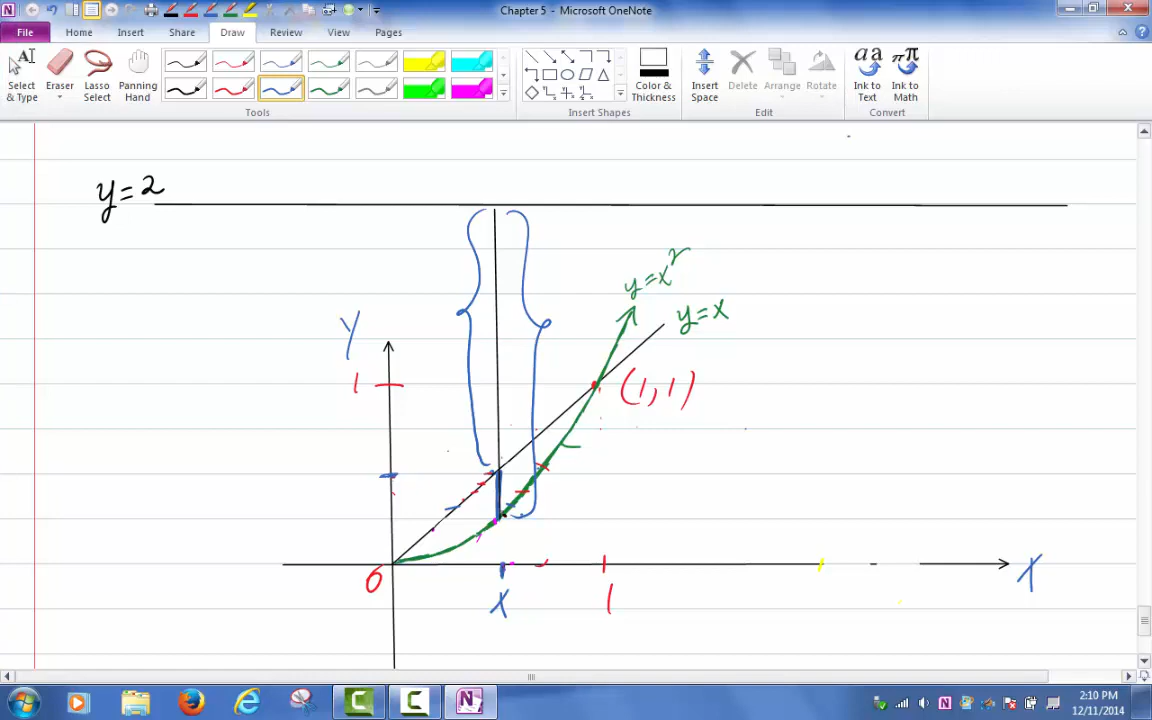 Chapter 5 - Microsoft OneNote
File Home Insert Draw Review View Pages
Select & Type
Eraser
Lasso Select
Panning Hand
Color & Thickness
Insert Space
Delete
Arrange
Rotate
Ink to Text
Ink to Math
Tools
Insert Shapes
Edit
Convert
y=2
y=x²
y=x
Y
1
(1,1)
0
x
1
X
2:10 PM
12/11/2014